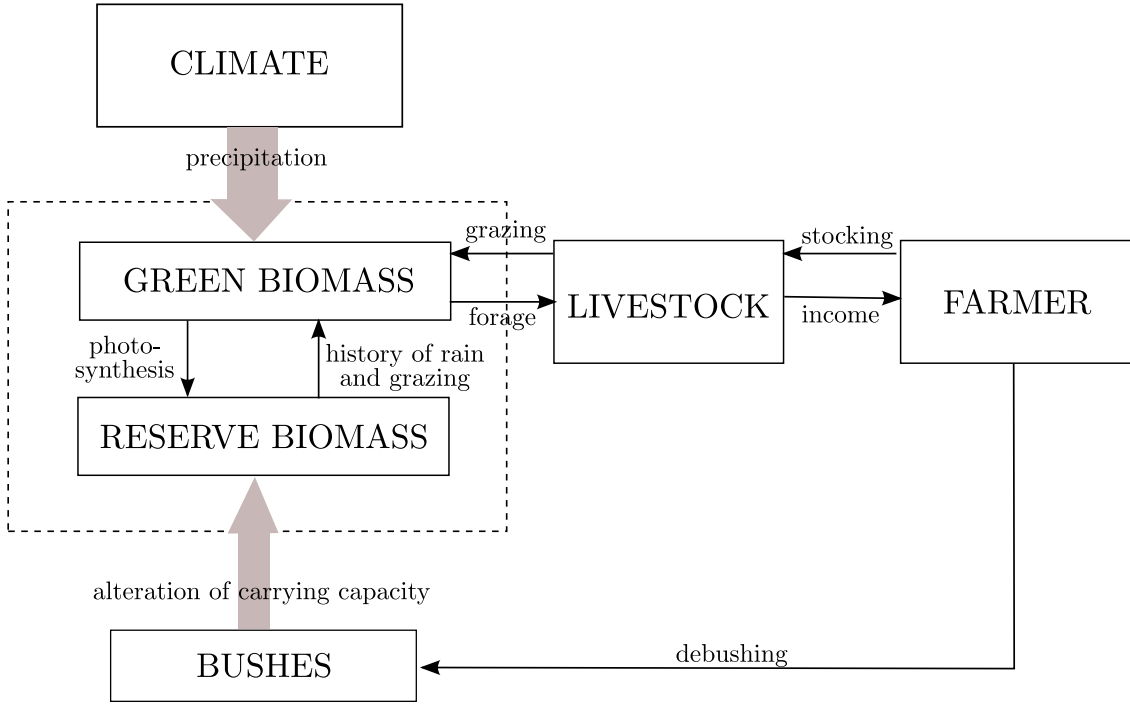 CLIMATE
precipitation
grazing
stocking
GREEN BIOMASS
LIVESTOCK
FARMER
forage
income
photo-
synthesis
history of rain
and grazing
RESERVE BIOMASS
alteration of carrying capacity
BUSHES
debushing